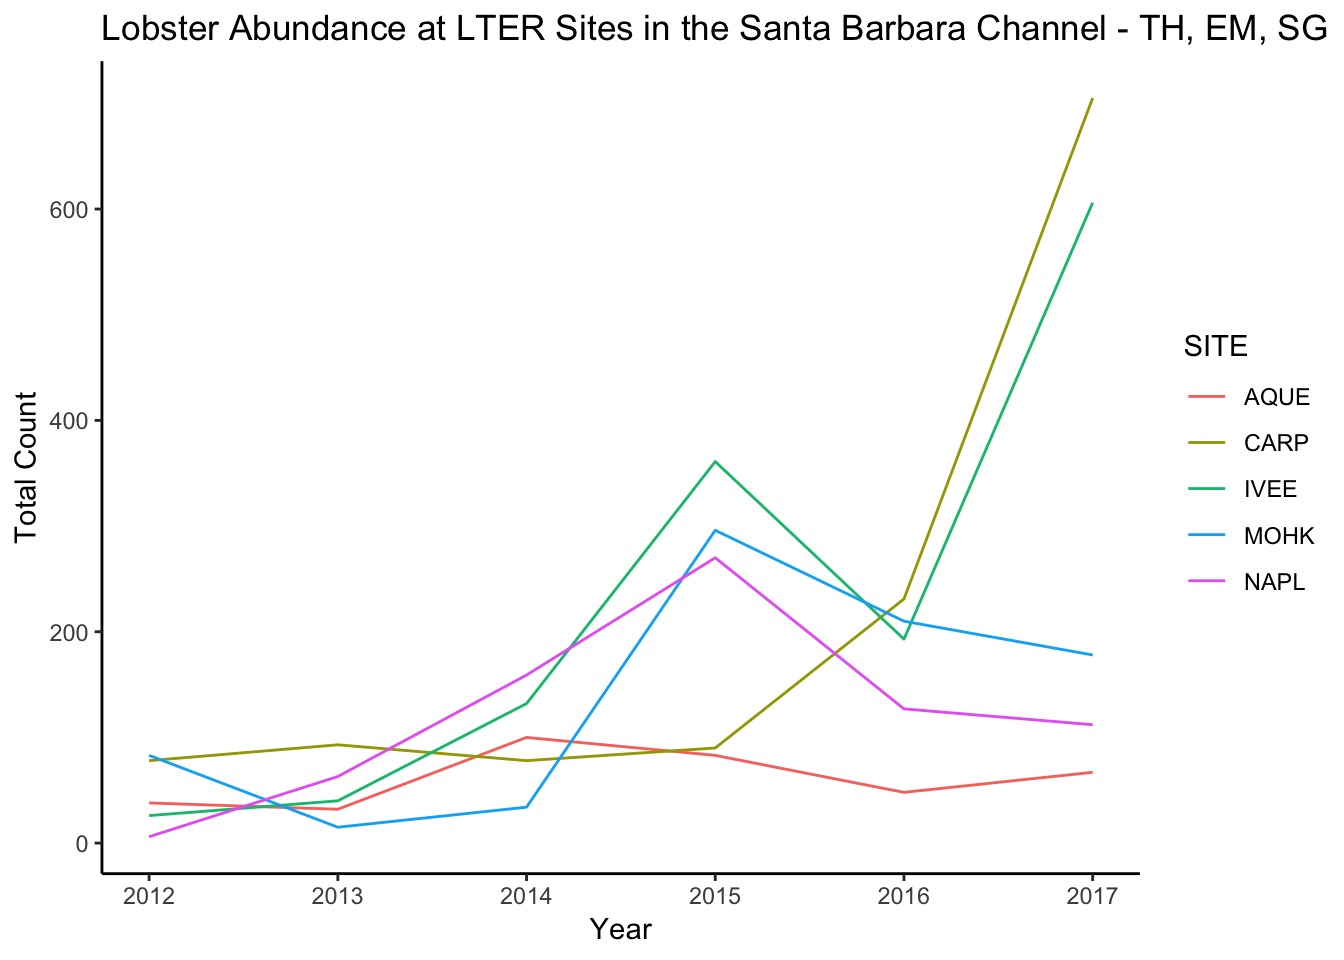 Lobster Abundance at LTER Sites in the Santa Barbara Channel - TH, EM, SG
Total Count
600
400
200
0
2012 2013 2014 2015 2016 2017
Year
SITE
AQUE
CARP
IVEE
MOHK
NAPL